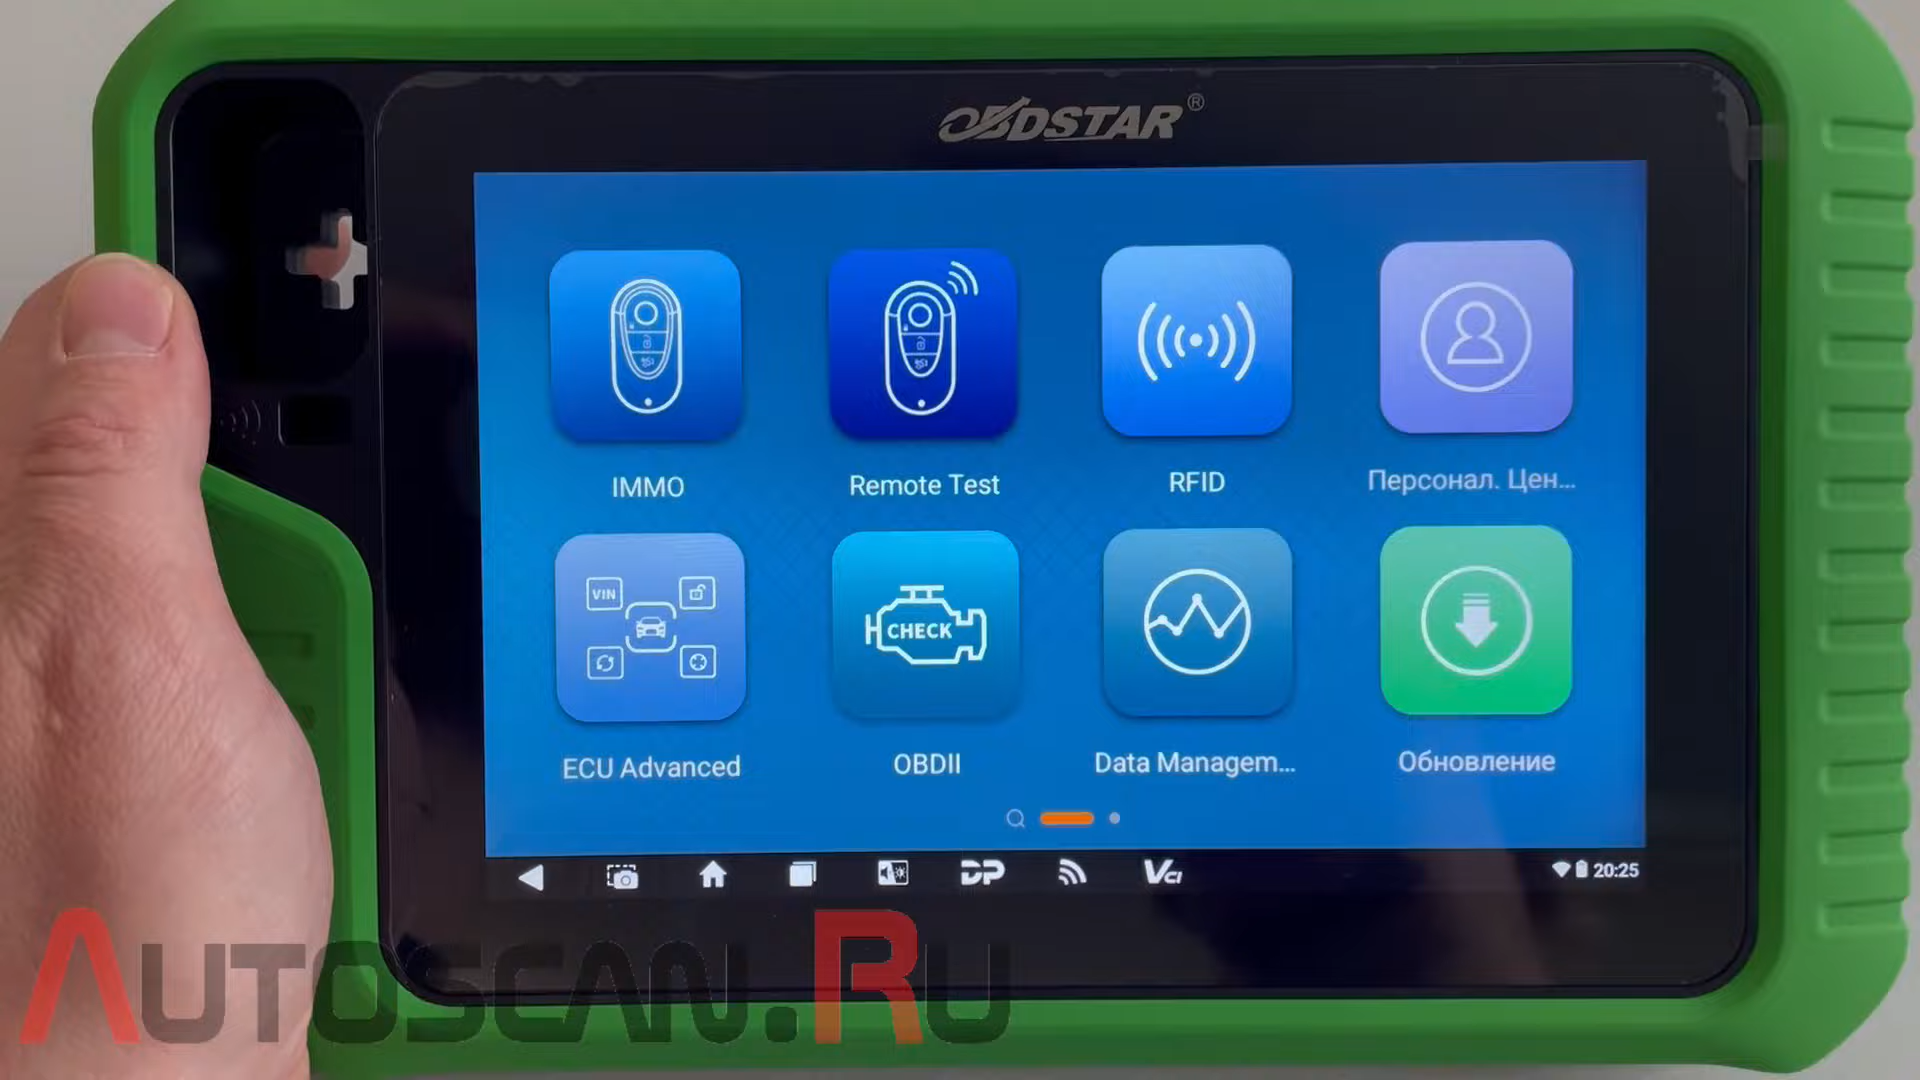 OBDSTAR®
IMMO
Remote Test
RFID
Персонал. Цен...
VIN
CHECK
ECU Advanced
OBDII
Data Managem...
Обновление
DP
VCI
20:25
AUTOSCAN.RU